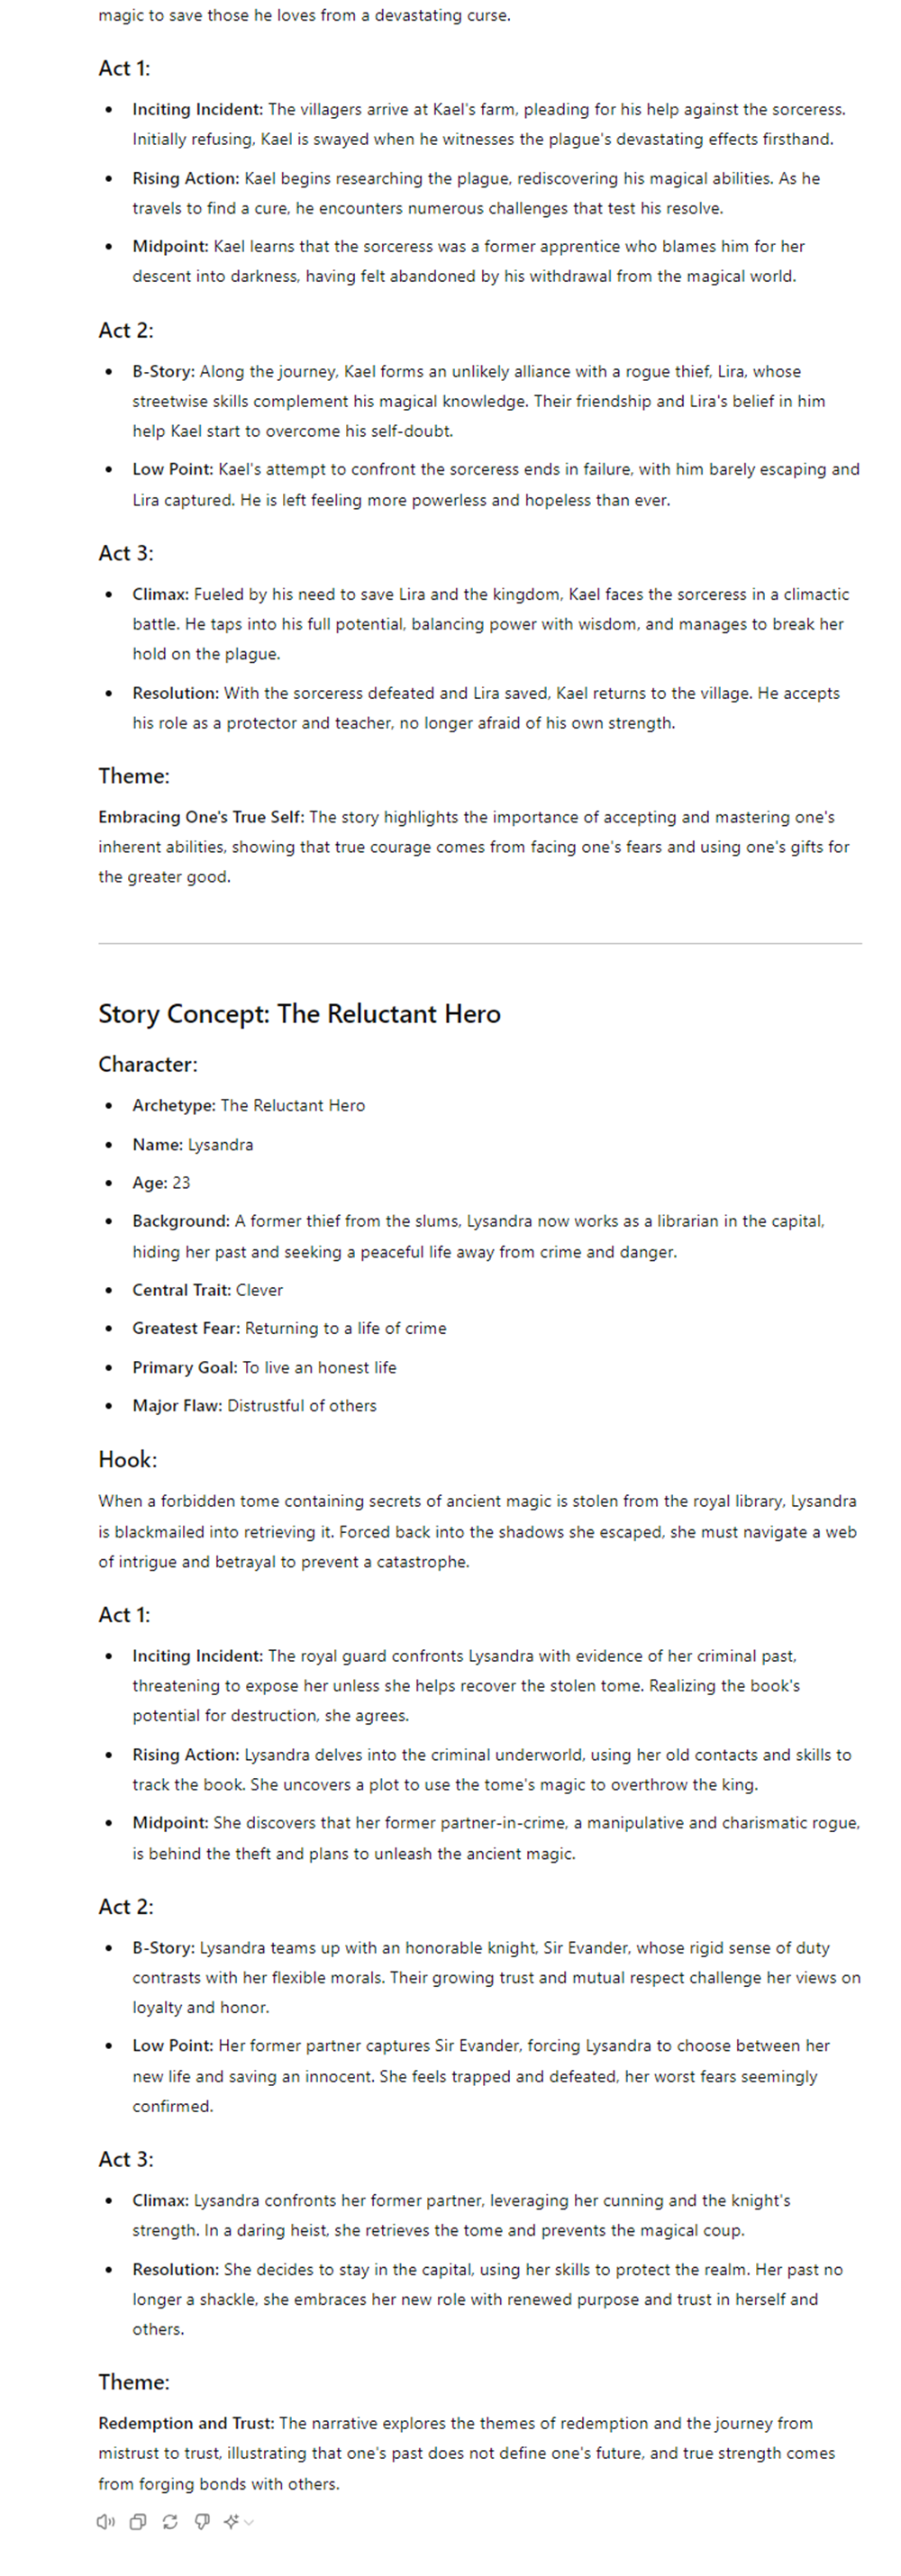 magic to save those he loves from a devastating curse.
Act 1:
Inciting Incident: The villagers arrive at Kael's farm, pleading for his help against the sorceress.
Initially refusing, Kael is swayed when he witnesses the plague's devastating effects firsthand.
Rising Action: Kael begins researching the plague, rediscovering his magical abilities. As he
travels to find a cure, he encounters numerous challenges that test his resolve.
Midpoint: Kael learns that the sorceress was a former apprentice who blames him for her
descent into darkness, having felt abandoned by his withdrawal from the magical world.
Act 2:
B-Story: Along the journey, Kael forms an unlikely alliance with a rogue thief, Lira, whose
streetwise skills complement his magical knowledge. Their friendship and Lira's belief in him
help Kael start to overcome his self-doubt.
Low Point: Kael's attempt to confront the sorceress ends in failure, with him barely escaping and
Lira captured. He is left feeling more powerless and hopeless than ever.
Act 3:
Climax: Fueled by his need to save Lira and the kingdom, Kael faces the sorceress in a climactic
battle. He taps into his full potential, balancing power with wisdom, and manages to break her
hold on the plague.
Resolution: With the sorceress defeated and Lira saved, Kael returns to the village. He accepts
his role as a protector and teacher, no longer afraid of his own strength.
Theme:
Embracing One's True Self: The story highlights the importance of accepting and mastering one's
inherent abilities, showing that true courage comes from facing one's fears and using one's gifts for
the greater good.
Story Concept: The Reluctant Hero
Character:
Archetype: The Reluctant Hero
Name: Lysandra
Age: 23
Background: A former thief from the slums, Lysandra now works as a librarian in the capital,
hiding her past and seeking a peaceful life away from crime and danger.
Central Trait: Clever
Greatest Fear: Returning to a life of crime
Primary Goal: To live an honest life
Major Flaw: Distrustful of others
Hook:
When a forbidden tome containing secrets of ancient magic is stolen from the royal library, Lysandra
is blackmailed into retrieving it. Forced back into the shadows she escaped, she must navigate a web
of intrigue and betrayal to prevent a catastrophe.
Act 1:
Inciting Incident: The royal guard confronts Lysandra with evidence of her criminal past,
threatening to expose her unless she helps recover the stolen tome. Realizing the book's
potential for destruction, she agrees.
Rising Action: Lysandra delves into the criminal underworld, using her old contacts and skills to
track the book. She uncovers a plot to use the tome's magic to overthrow the king.
Midpoint: She discovers that her former partner-in-crime, a manipulative and charismatic rogue,
is behind the theft and plans to unleash the ancient magic.
Act 2:
B-Story: Lysandra teams up with an honorable knight, Sir Evander, whose rigid sense of duty
contrasts with her flexible morals. Their growing trust and mutual respect challenge her views on
loyalty and honor.
Low Point: Her former partner captures Sir Evander, forcing Lysandra to choose between her
new life and saving an innocent. She feels trapped and defeated, her worst fears seemingly
confirmed.
Act 3:
Climax: Lysandra confronts her former partner, leveraging her cunning and the knight's
strength. In a daring heist, she retrieves the tome and prevents the magical coup.
Resolution: She decides to stay in the capital, using her skills to protect the realm. Her past no
longer a shackle, she embraces her new role with renewed purpose and trust in herself and
others.
Theme:
Redemption and Trust: The narrative explores the themes of redemption and the journey from
mistrust to trust, illustrating that one's past does not define one's future, and true strength comes
from forging bonds with others.